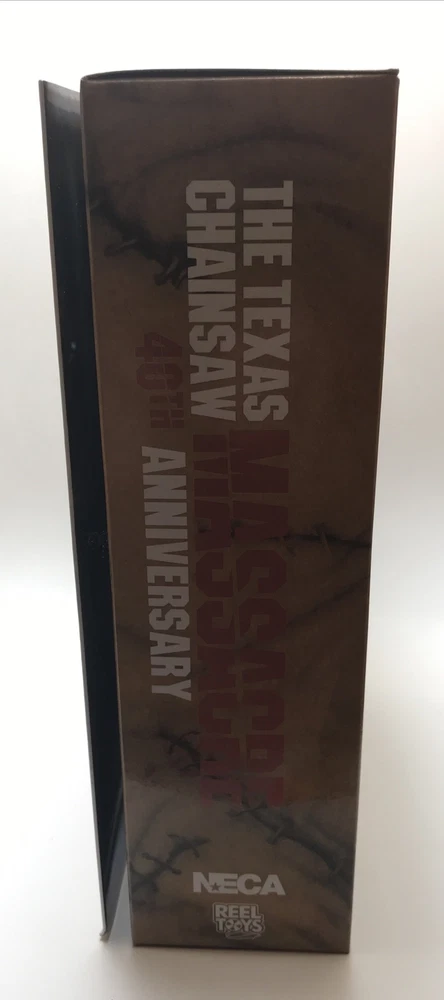 THE TEXAS
CHAINSAW
MASSACRE
40TH ANNIVERSARY
NECA
REEL
TOYS